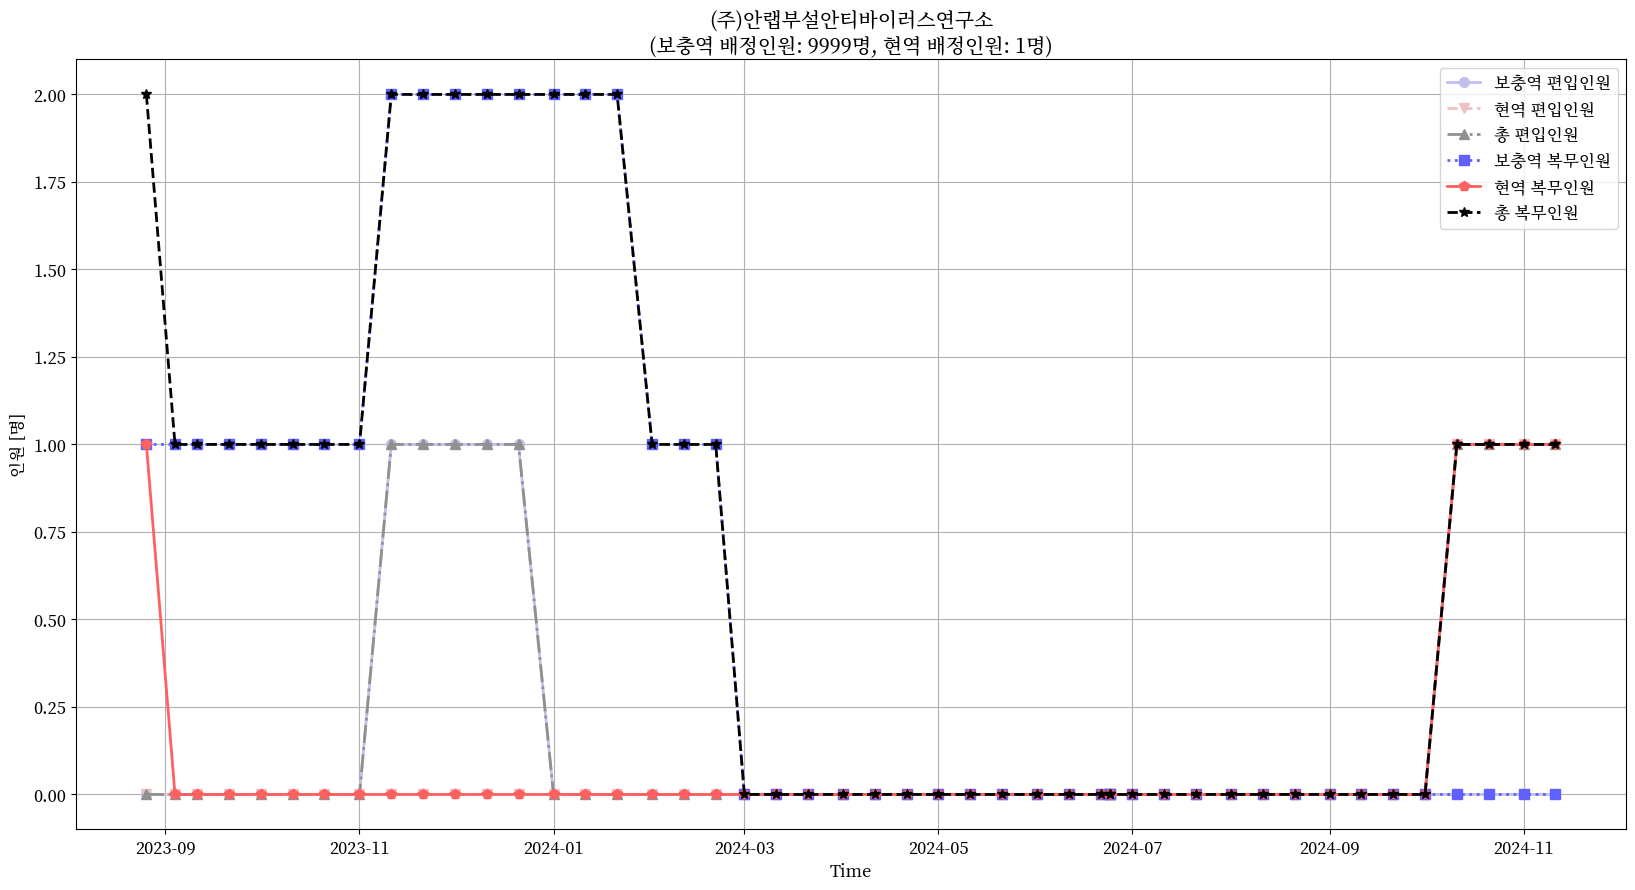 (주)안랩부설안티바이러스연구소
(보충역 배정인원: 9999명, 현역 배정인원: 1명)
보충역 편입인원
현역 편입인원
총 편입인원
보충역 복무인원
현역 복무인원
총 복무인원
인원 [명]
2.00
1.75
1.50
1.25
1.00
0.75
0.50
0.25
0.00
2023-09 2023-11 2024-01 2024-03 2024-05 2024-07 2024-09 2024-11
Time